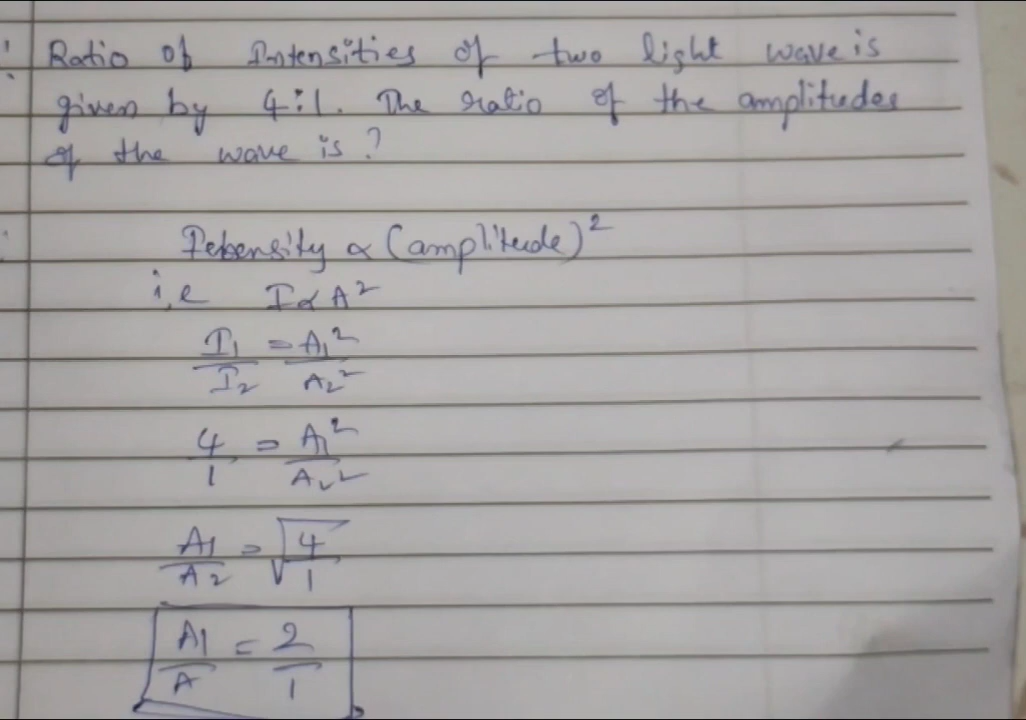 Ratio of Intensities of two light wave is
given by 4:1. The ratio of the amplitudes
of the wave is?
Intensity ∝ (amplitude)²
i,e I ∝ A²
I₁/I₂ = A₁²/A₂²
4/1 = A₁²/A₂²
A₁/A₂ = √(4/1)
A₁/A = 2/1